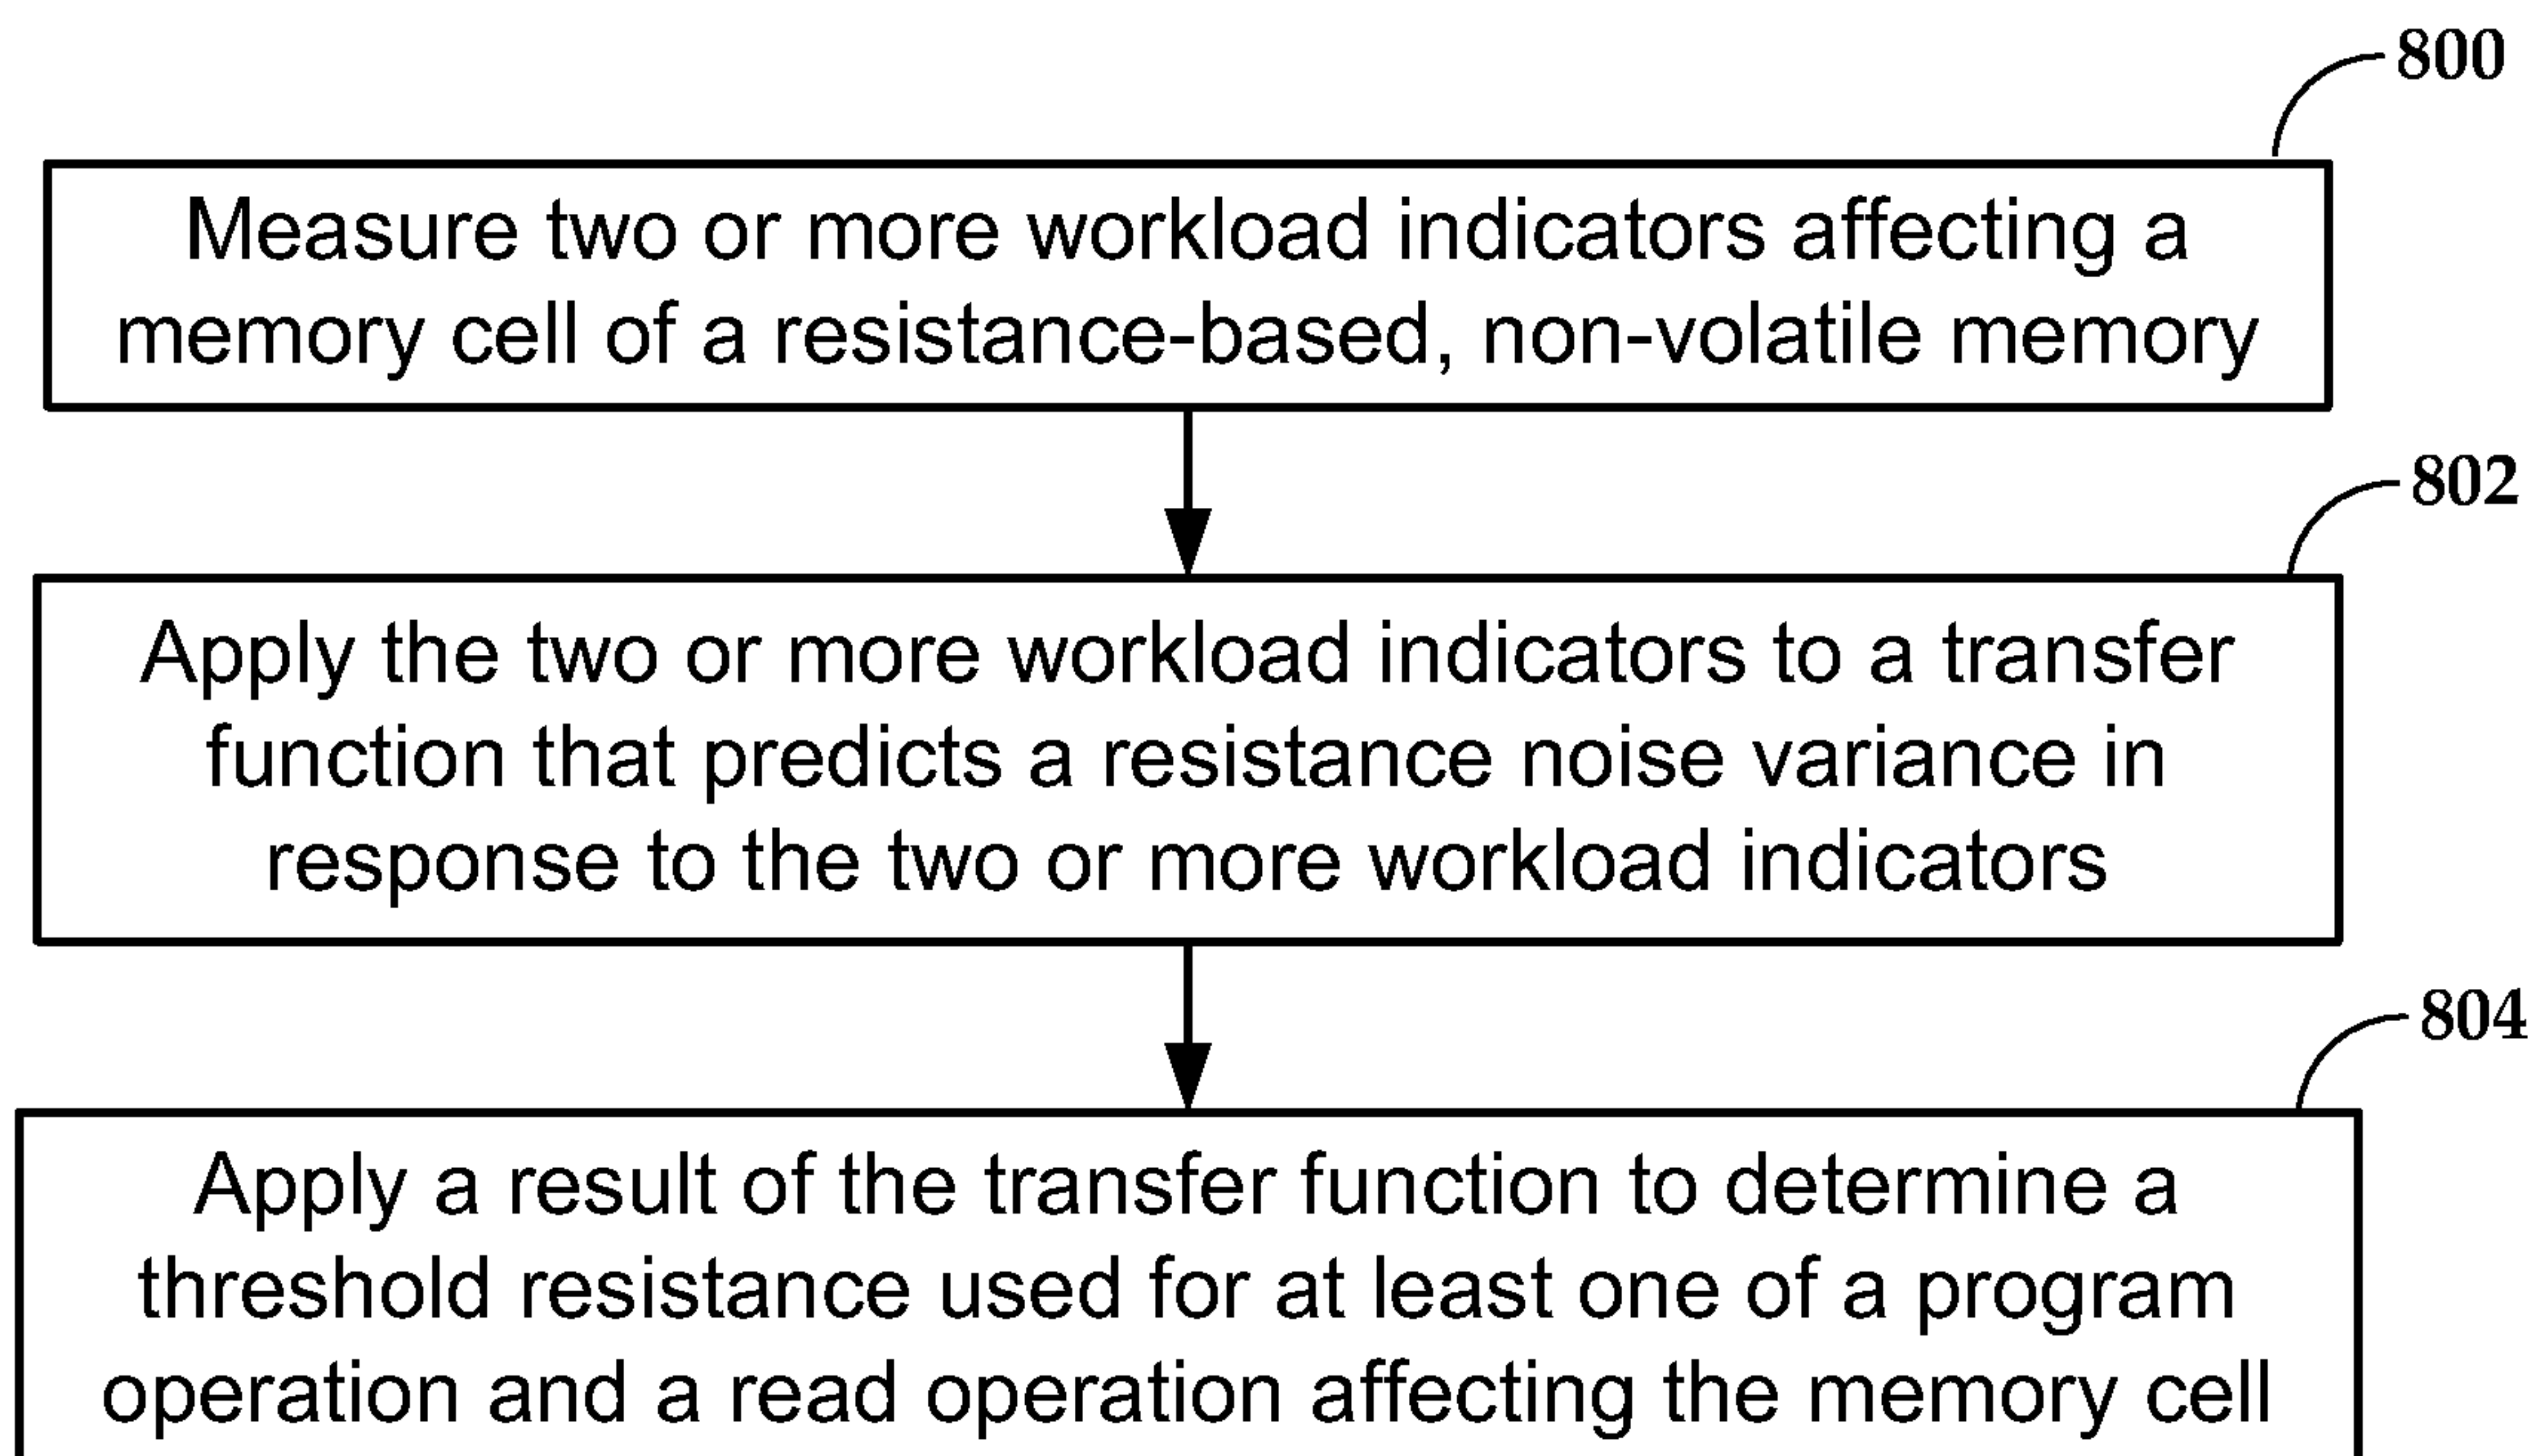 800
Measure two or more workload indicators affecting a
memory cell of a resistance-based, non-volatile memory
802
Apply the two or more workload indicators to a transfer
function that predicts a resistance noise variance in
response to the two or more workload indicators
804
Apply a result of the transfer function to determine a
threshold resistance used for at least one of a program
operation and a read operation affecting the memory cell